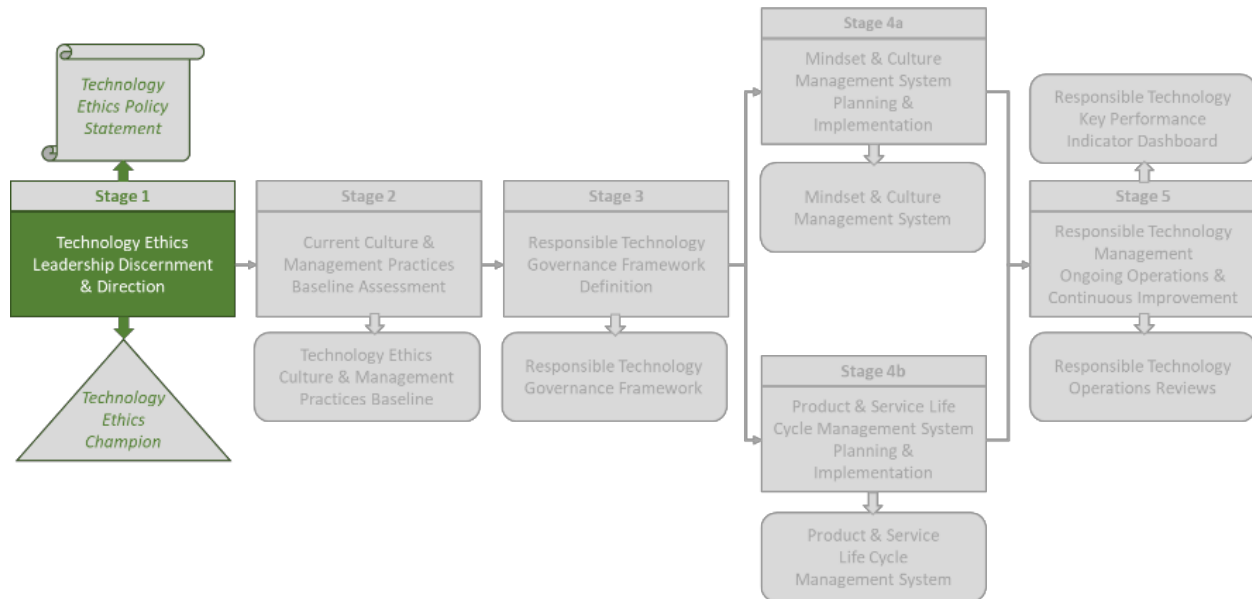 Technology
Ethics Policy
Statement
Stage 1
Technology Ethics
Leadership Discernment
& Direction
Technology
Ethics
Champion
Stage 2
Current Culture &
Management Practices
Baseline Assessment
Technology Ethics
Culture & Management
Practices Baseline
Stage 3
Responsible Technology
Governance Framework
Definition
Responsible Technology
Governance Framework
Stage 4a
Mindset & Culture
Management System
Planning &
Implementation
Mindset & Culture
Management System
Stage 4b
Product & Service Life
Cycle Management System
Planning &
Implementation
Product & Service
Life Cycle
Management System
Responsible Technology
Key Performance
Indicator Dashboard
Stage 5
Responsible Technology
Management
Ongoing Operations &
Continuous Improvement
Responsible Technology
Operations Reviews